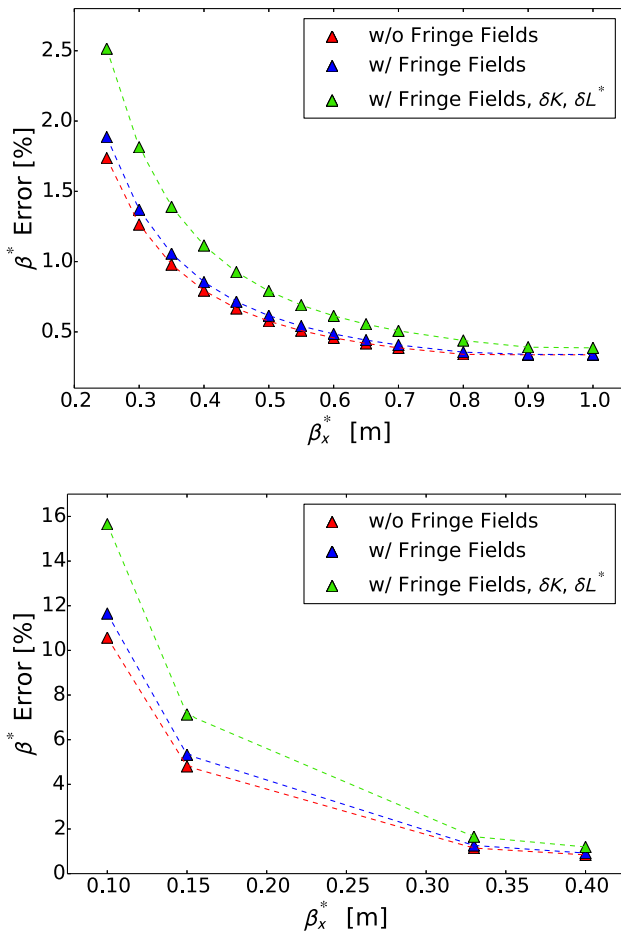 2.5
2.0
1.5
1.0
0.5
β* Error [%]
w/o Fringe Fields
w/ Fringe Fields
w/ Fringe Fields, δK, δL*
0.2 0.3 0.4 0.5 0.6 0.7 0.8 0.9 1.0
βₓ* [m]
16
14
12
10
8
6
4
2
0
β* Error [%]
w/o Fringe Fields
w/ Fringe Fields
w/ Fringe Fields, δK, δL*
0.10 0.15 0.20 0.25 0.30 0.35 0.40
βₓ* [m]